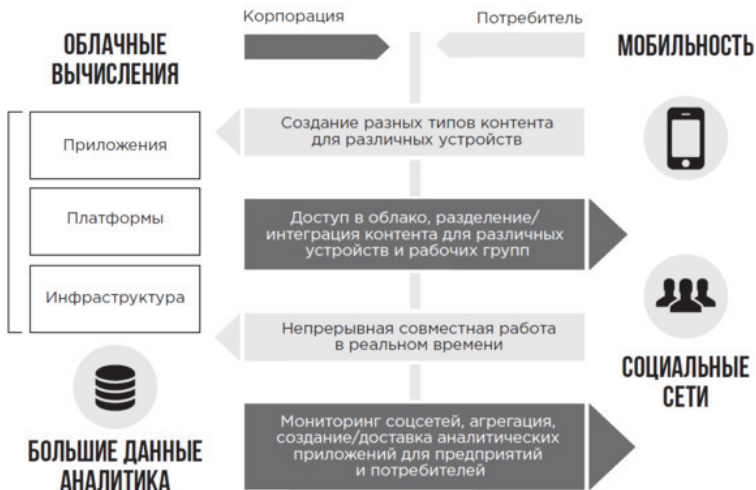 Корпорация
Потребитель
ОБЛАЧНЫЕ
ВЫЧИСЛЕНИЯ
МОБИЛЬНОСТЬ
Приложения
Платформы
Инфраструктура
Создание разных типов контента
для различных устройств
Доступ в облако, разделение/
интеграция контента для различных
устройств и рабочих групп
Непрерывная совместная работа
в реальном времени
Мониторинг соцсетей, агрегация,
создание/доставка аналитических
приложений для предприятий
и потребителей
СОЦИАЛЬНЫЕ
СЕТИ
БОЛЬШИЕ ДАННЫЕ
АНАЛИТИКА